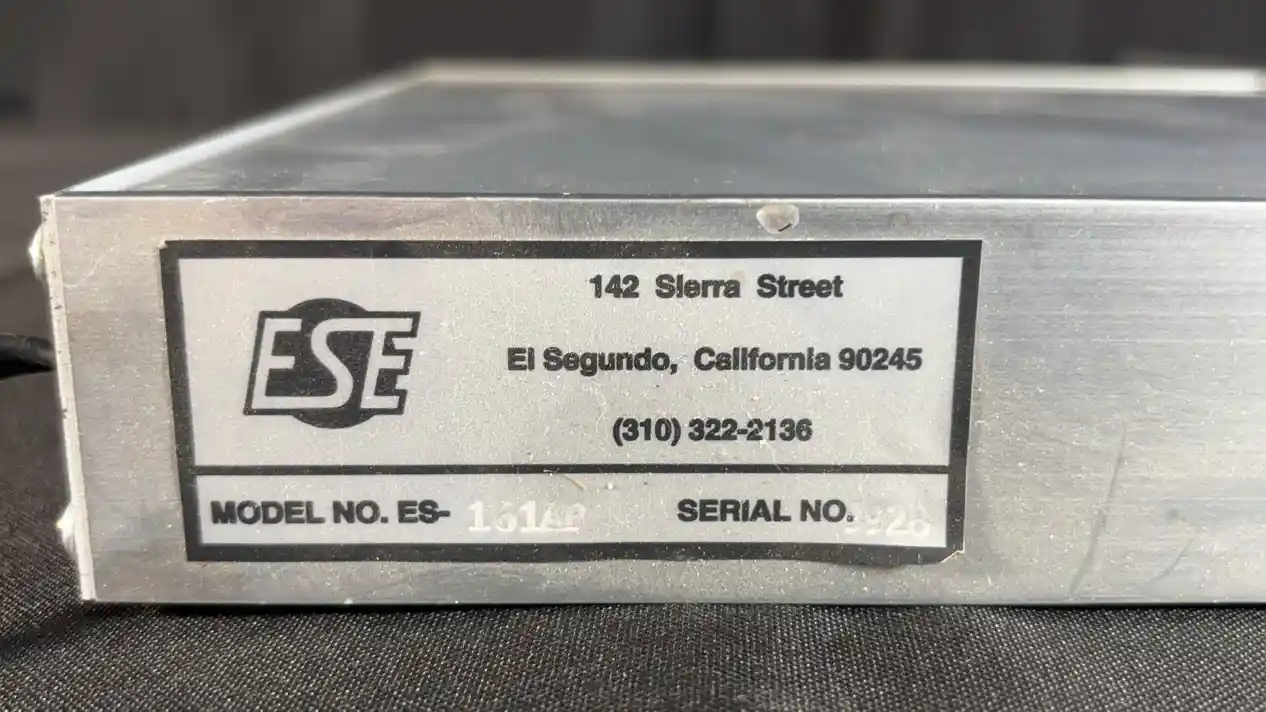 ESE
142 Sierra Street
El Segundo, California 90245
(310) 322-2136
MODEL NO. ES-
SERIAL NO.